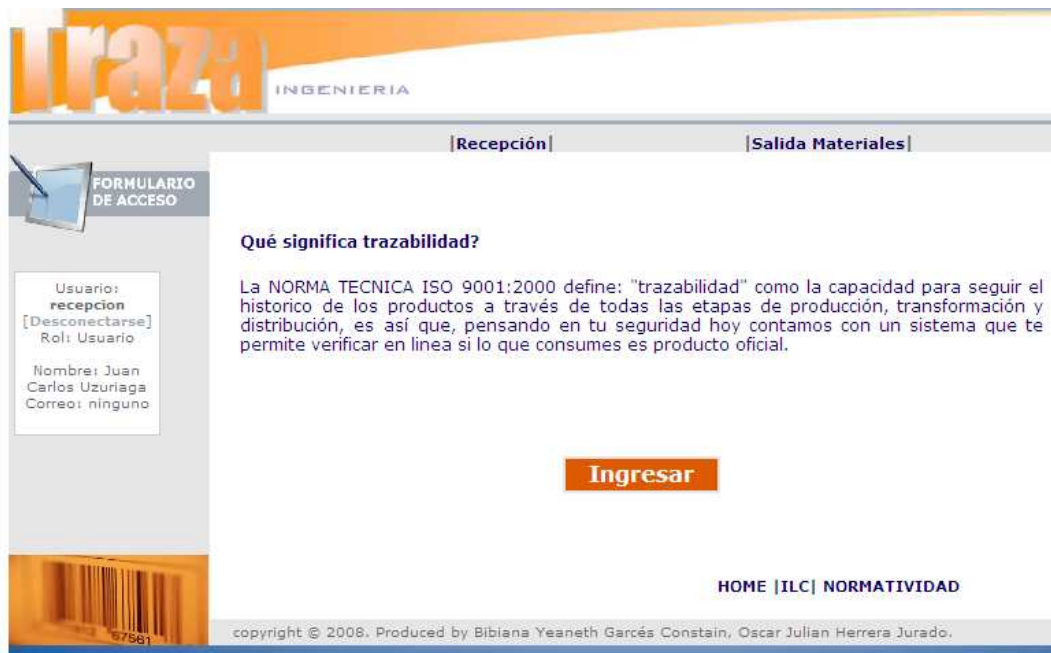 Traza
INGENIERIA
|Recepción|
|Salida Materiales|
FORMULARIO
DE ACCESO
Usuario:
recepcion
[Desconectarse]
Rol: Usuario
Nombre: Juan
Carlos Uzuriaga
Correo: ninguno
Qué significa trazabilidad?
La NORMA TECNICA ISO 9001:2000 define: "trazabilidad" como la capacidad para seguir el
historico de los productos a través de todas las etapas de producción, transformación y
distribución, es así que, pensando en tu seguridad hoy contamos con un sistema que te
permite verificar en linea si lo que consumes es producto oficial.
Ingresar
67561
HOME |ILC| NORMATIVIDAD
copyright © 2008. Produced by Bibiana Yeaneth Garcés Constain, Oscar Julian Herrera Jurado.